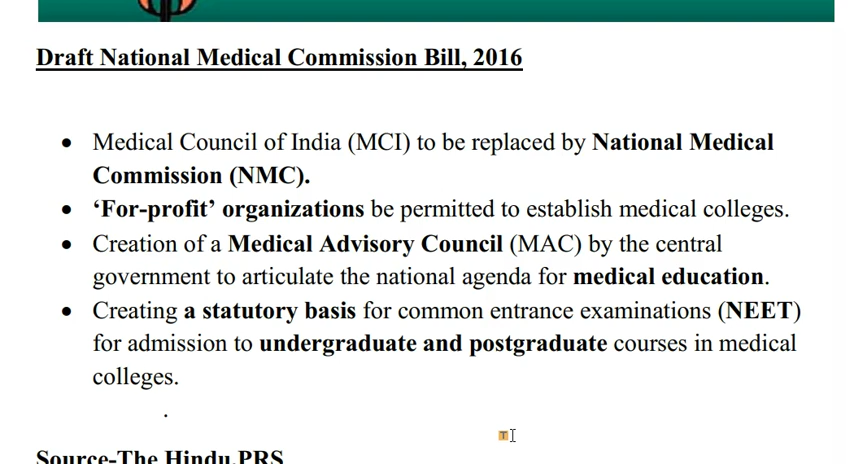 Draft National Medical Commission Bill, 2016
• Medical Council of India (MCI) to be replaced by National Medical
Commission (NMC).
• ‘For-profit’ organizations be permitted to establish medical colleges.
• Creation of a Medical Advisory Council (MAC) by the central
government to articulate the national agenda for medical education.
• Creating a statutory basis for common entrance examinations (NEET)
for admission to undergraduate and postgraduate courses in medical
colleges.
.
Source-The Hindu,PRS